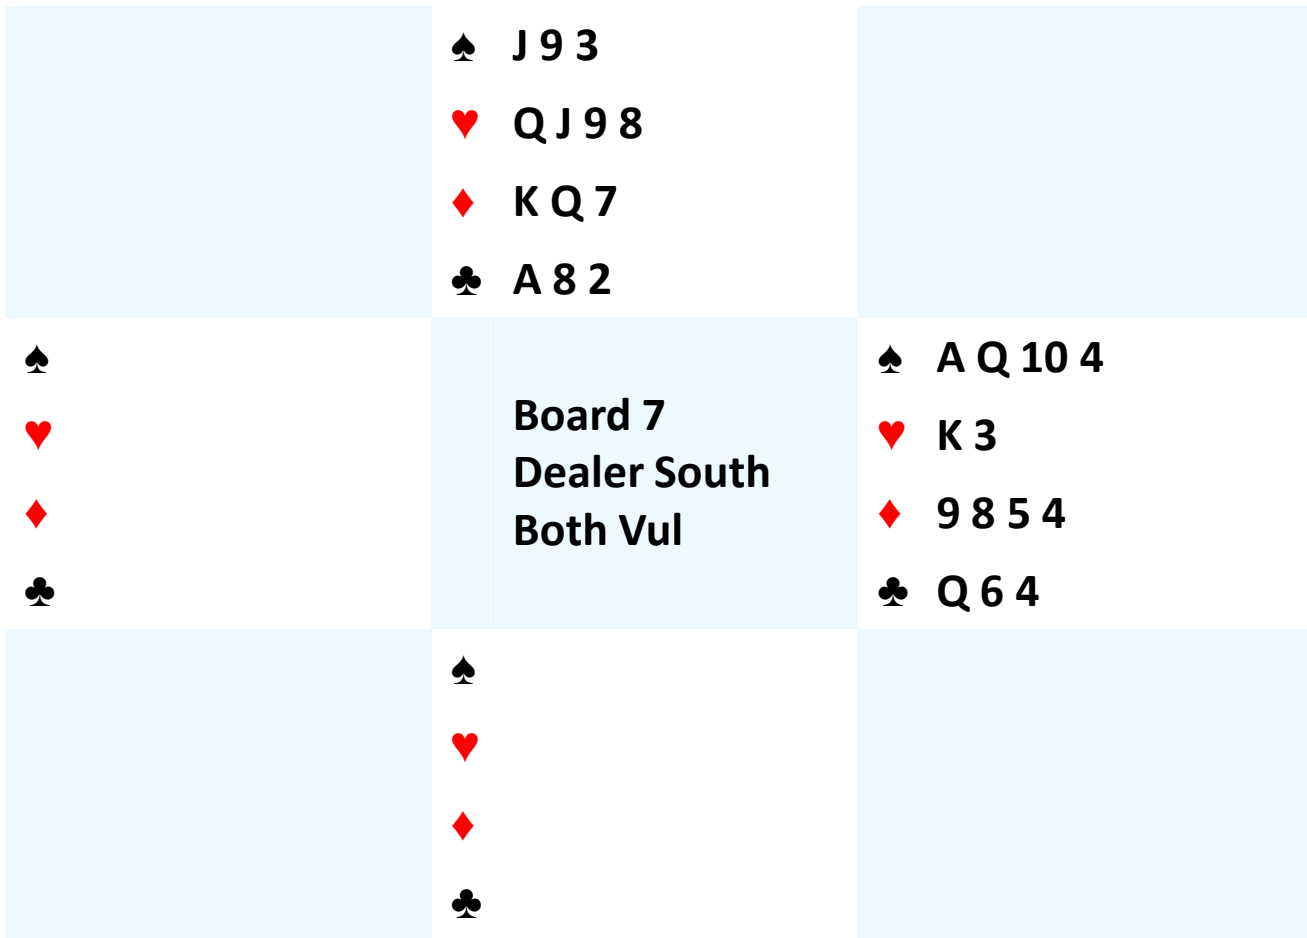 ♠ J 9 3
♥ Q J 9 8
♦ K Q 7
♣ A 8 2
♠
♥
♦
♣
Board 7
Dealer South
Both Vul
♠ A Q 10 4
♥ K 3
♦ 9 8 5 4
♣ Q 6 4
♠
♥
♦
♣